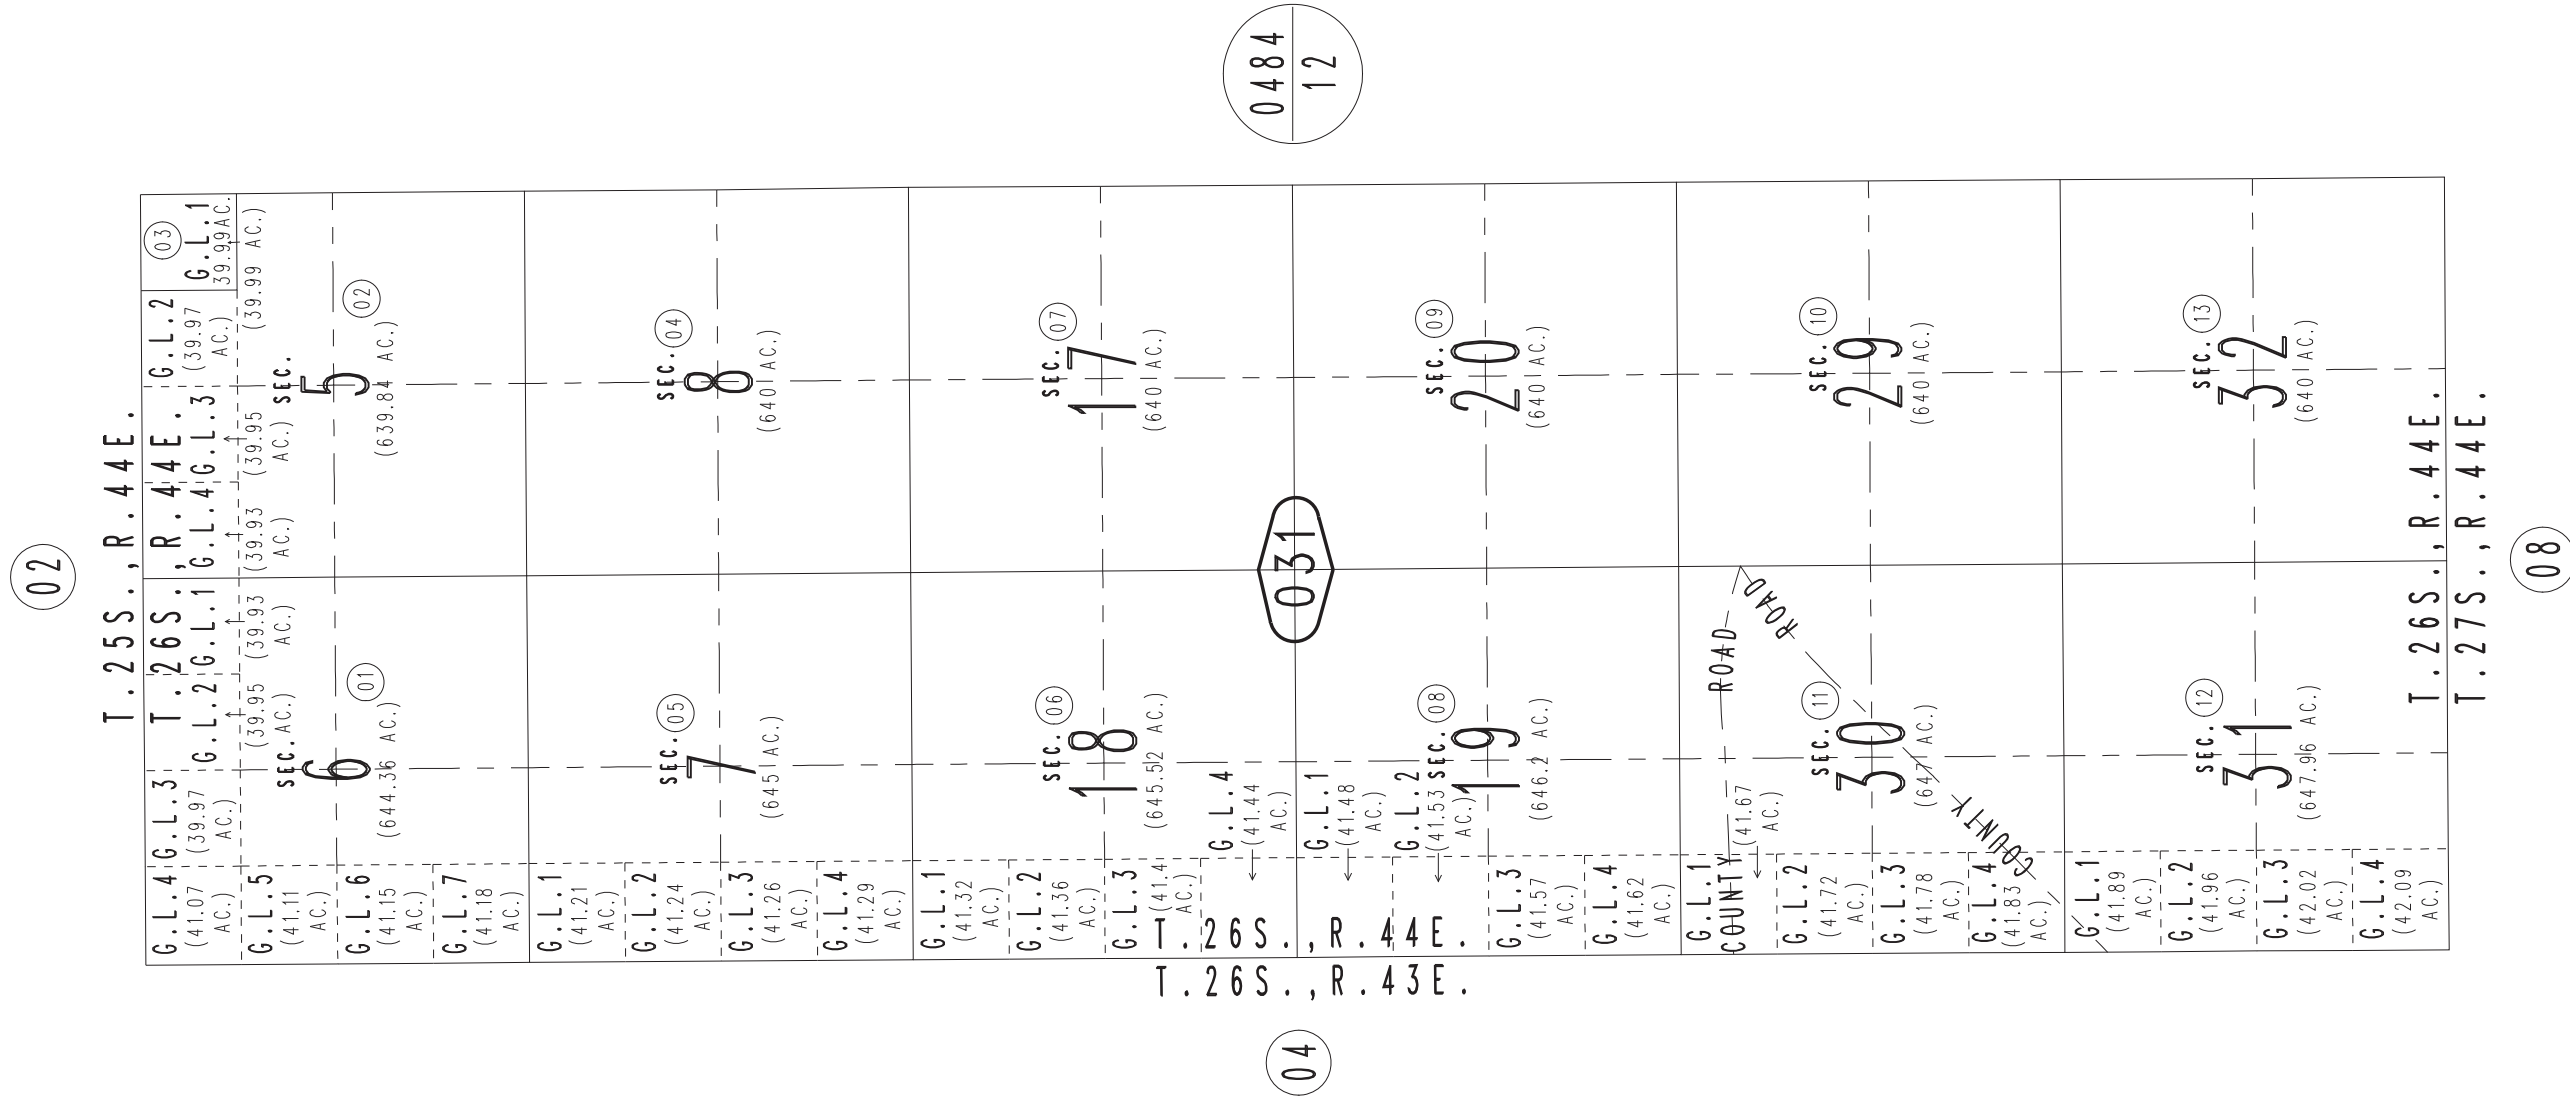 0484
12
02
T.25S.,R.44E.
T.26S.,R.44E.
G.L.4
(41.07
AC.)
G.L.3
(39.97
AC.)
G.L.2
(39.95
AC.)
G.L.1
(39.93
AC.)
G.L.4
(39.93
AC.)
G.L.3
(39.95
AC.)
G.L.2
(39.97
AC.)
G.L.1
39.99AC.
03
(39.99 AC.)
G.L.5
(41.11
AC.)
G.L.6
(41.15
AC.)
G.L.7
(41.18
AC.)
SEC.
6
01
(644.36 AC.)
SEC.
5
02
(639.84 AC.)
G.L.1
(41.21
AC.)
G.L.2
(41.24
AC.)
G.L.3
(41.26
AC.)
G.L.4
(41.29
AC.)
SEC.
7
05
(645 AC.)
SEC.
8
04
(640 AC.)
G.L.1
(41.32
AC.)
G.L.2
(41.36
AC.)
G.L.3
(41.4
AC.)
G.L.4
(41.44
AC.)
SEC.
18
06
(645.52 AC.)
SEC.
17
07
(640 AC.)
031
G.L.1
(41.48
AC.)
G.L.2
(41.53
AC.)
G.L.3
(41.57
AC.)
G.L.4
(41.62
AC.)
SEC.
19
08
(646.2 AC.)
SEC.
20
09
(640 AC.)
G.L.1
(41.67
AC.)
COUNTY ROAD
G.L.2
(41.72
AC.)
G.L.3
(41.78
AC.)
G.L.4
(41.83
AC.)
SEC.
30
11
(647 AC.)
COUNTY ROAD
SEC.
29
10
(640 AC.)
G.L.1
(41.89
AC.)
G.L.2
(41.96
AC.)
G.L.3
(42.02
AC.)
G.L.4
(42.09
AC.)
SEC.
31
12
(647.96 AC.)
SEC.
32
13
(640 AC.)
T.26S.,R.44E.
T.27S.,R.44E.
08
T.26S.,R.44E.
T.26S.,R.43E.
04